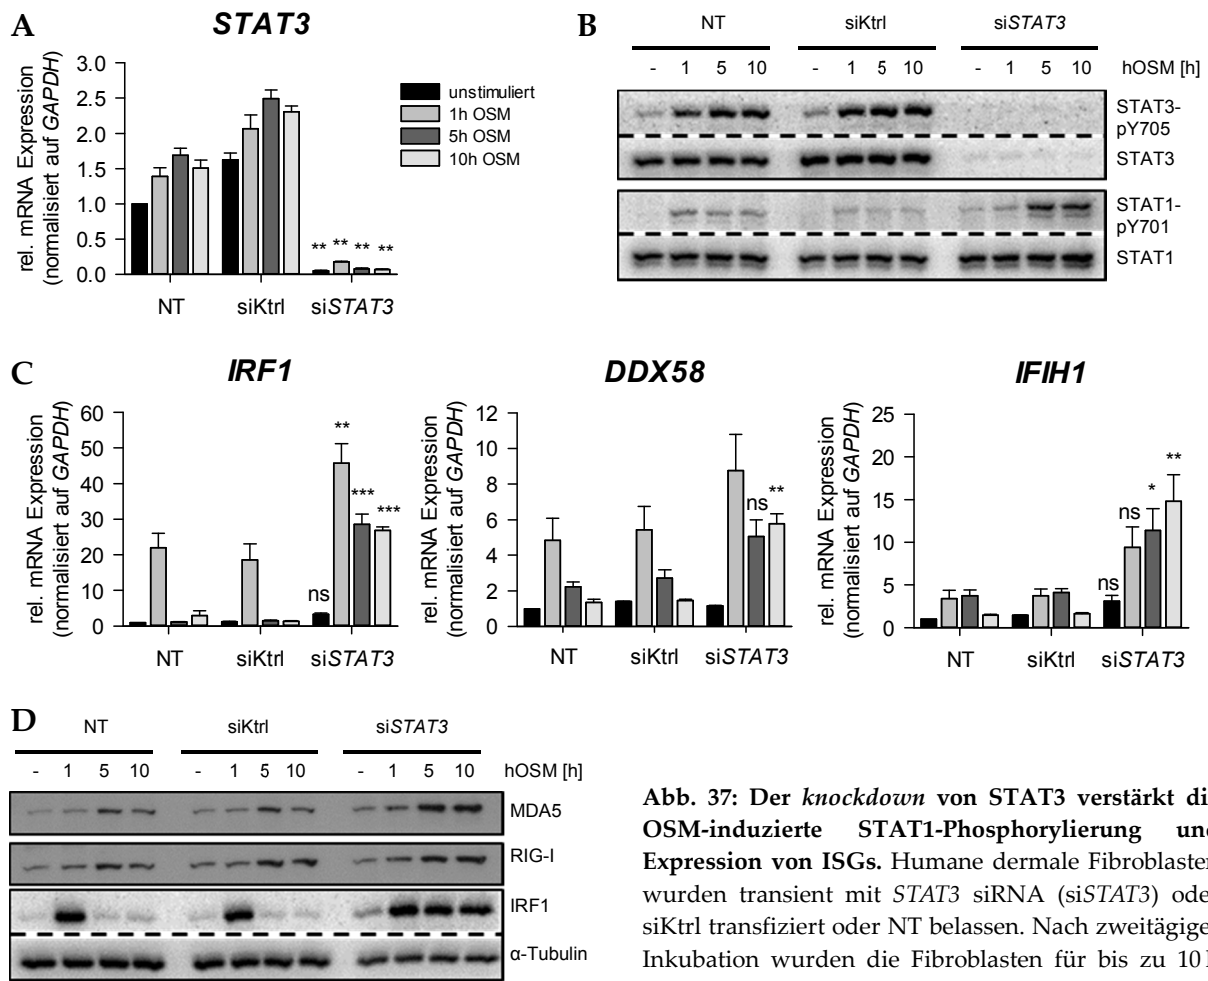 A
STAT3
rel. mRNA Expression
(normalisiert auf GAPDH)
3.0
2.5
2.0
1.5
1.0
0.5
0.0
unstimuliert
1h OSM
5h OSM
10h OSM
** ** ** **
NT siKtrl siSTAT3
B
NT siKtrl siSTAT3
- 1 5 10 - 1 5 10 - 1 5 10 hOSM [h]
STAT3-
pY705
STAT3
STAT1-
pY701
STAT1
C
IRF1
rel. mRNA Expression
(normalisiert auf GAPDH)
60
50
40
30
20
10
0
ns ** *** ***
NT siKtrl siSTAT3
DDX58
rel. mRNA Expression
(normalisiert auf GAPDH)
12
10
8
6
4
2
0
ns **
NT siKtrl siSTAT3
IFIH1
rel. mRNA Expression
(normalisiert auf GAPDH)
25
20
15
10
5
0
ns ns * **
NT siKtrl siSTAT3
D
NT siKtrl siSTAT3
- 1 5 10 - 1 5 10 - 1 5 10 hOSM [h]
MDA5
RIG-I
IRF1
α-Tubulin
Abb. 37: Der knockdown von STAT3 verstärkt di
OSM-induzierte STAT1-Phosphorylierung un
Expression von ISGs. Humane dermale Fibroblaste
wurden transient mit STAT3 siRNA (siSTAT3) ode
siKtrl transfiziert oder NT belassen. Nach zweitägige
Inkubation wurden die Fibroblasten für bis zu 10